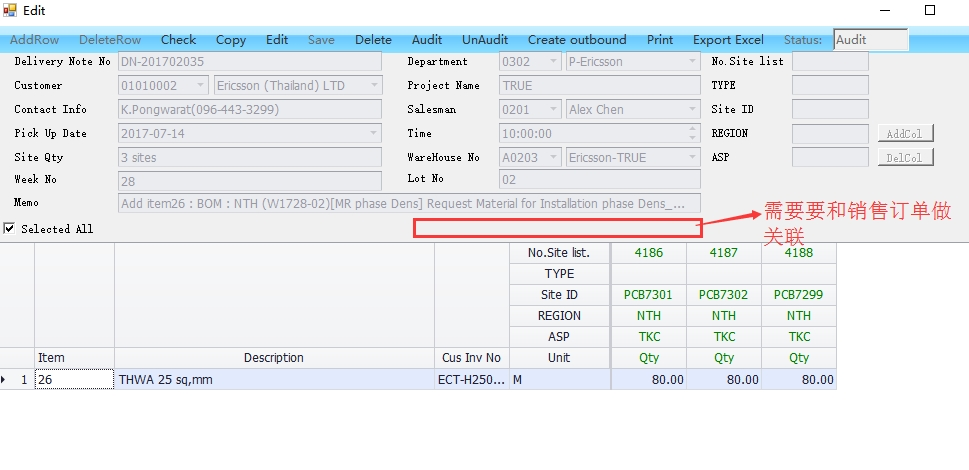 Edit
AddRow DeleteRow Check Copy Edit Save Delete Audit UnAudit Create outbound Print Export Excel Status: Audit
Delivery Note No DN-201702035 Department 0302 P-Ericsson No.Site list
Customer 01010002 Ericsson (Thailand) LTD Project Name TRUE TYPE
Contact Info K.Pongwarat(096-443-3299) Salesman 0201 Alex Chen Site ID
Pick Up Date 2017-07-14 Time 10:00:00 REGION AddCol
Site Qty 3 sites WareHouse No A0203 Ericsson-TRUE ASP DelCol
Week No 28 Lot No 02
Memo Add item26 : BOM : NTH (W1728-02)[MR phase Dens] Request Material for Installation phase Dens_...
需要要和销售订单做
关联
Selected All
No.Site list. 4186 4187 4188
TYPE
Site ID PCB7301 PCB7302 PCB7299
REGION NTH NTH NTH
ASP TKC TKC TKC
Item Description Cus Inv No Unit Qty Qty Qty
1 26 THWA 25 sq,mm ECT-H250... M 80.00 80.00 80.00